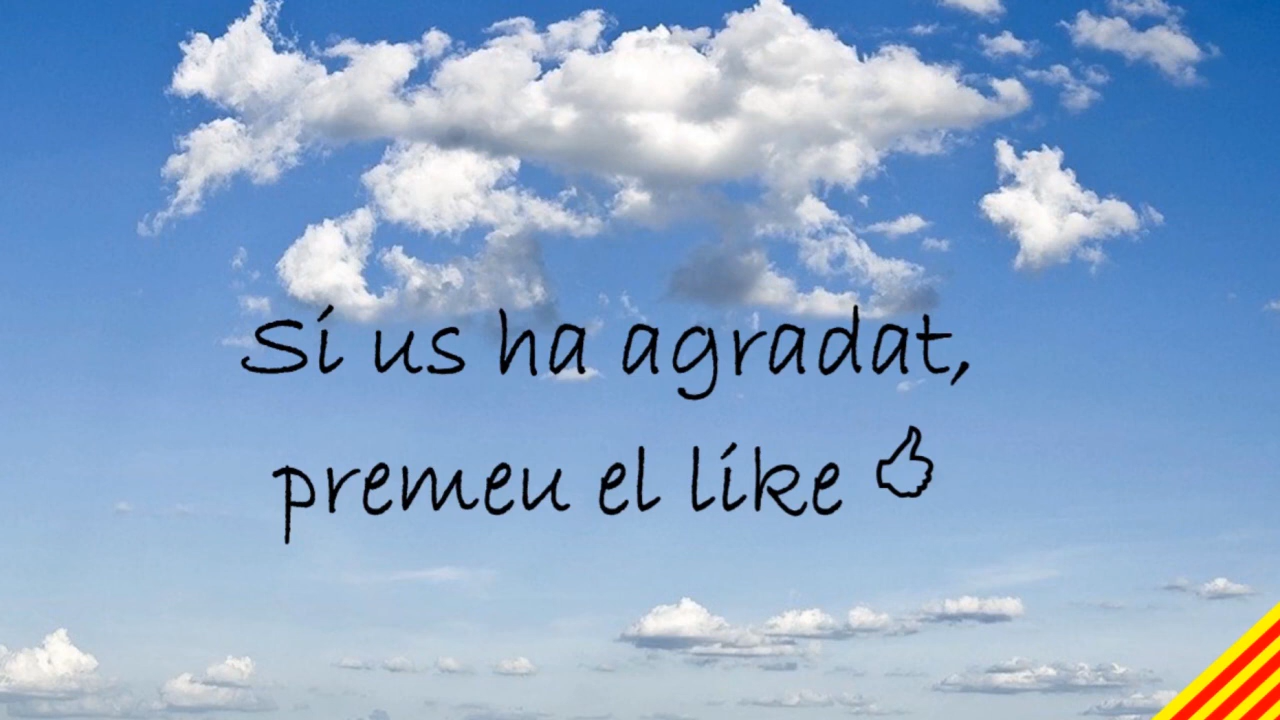 Si us ha agradat,
premeu el like 👍